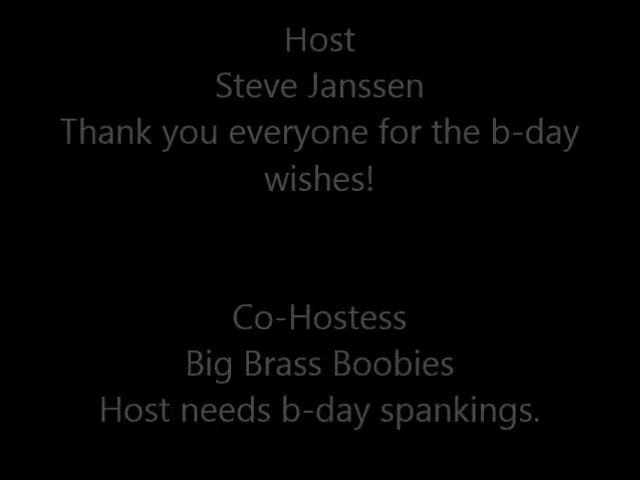 Host
Steve Janssen
Thank you everyone for the b-day
wishes!
Co-Hostess
Big Brass Boobies
Host needs b-day spankings.